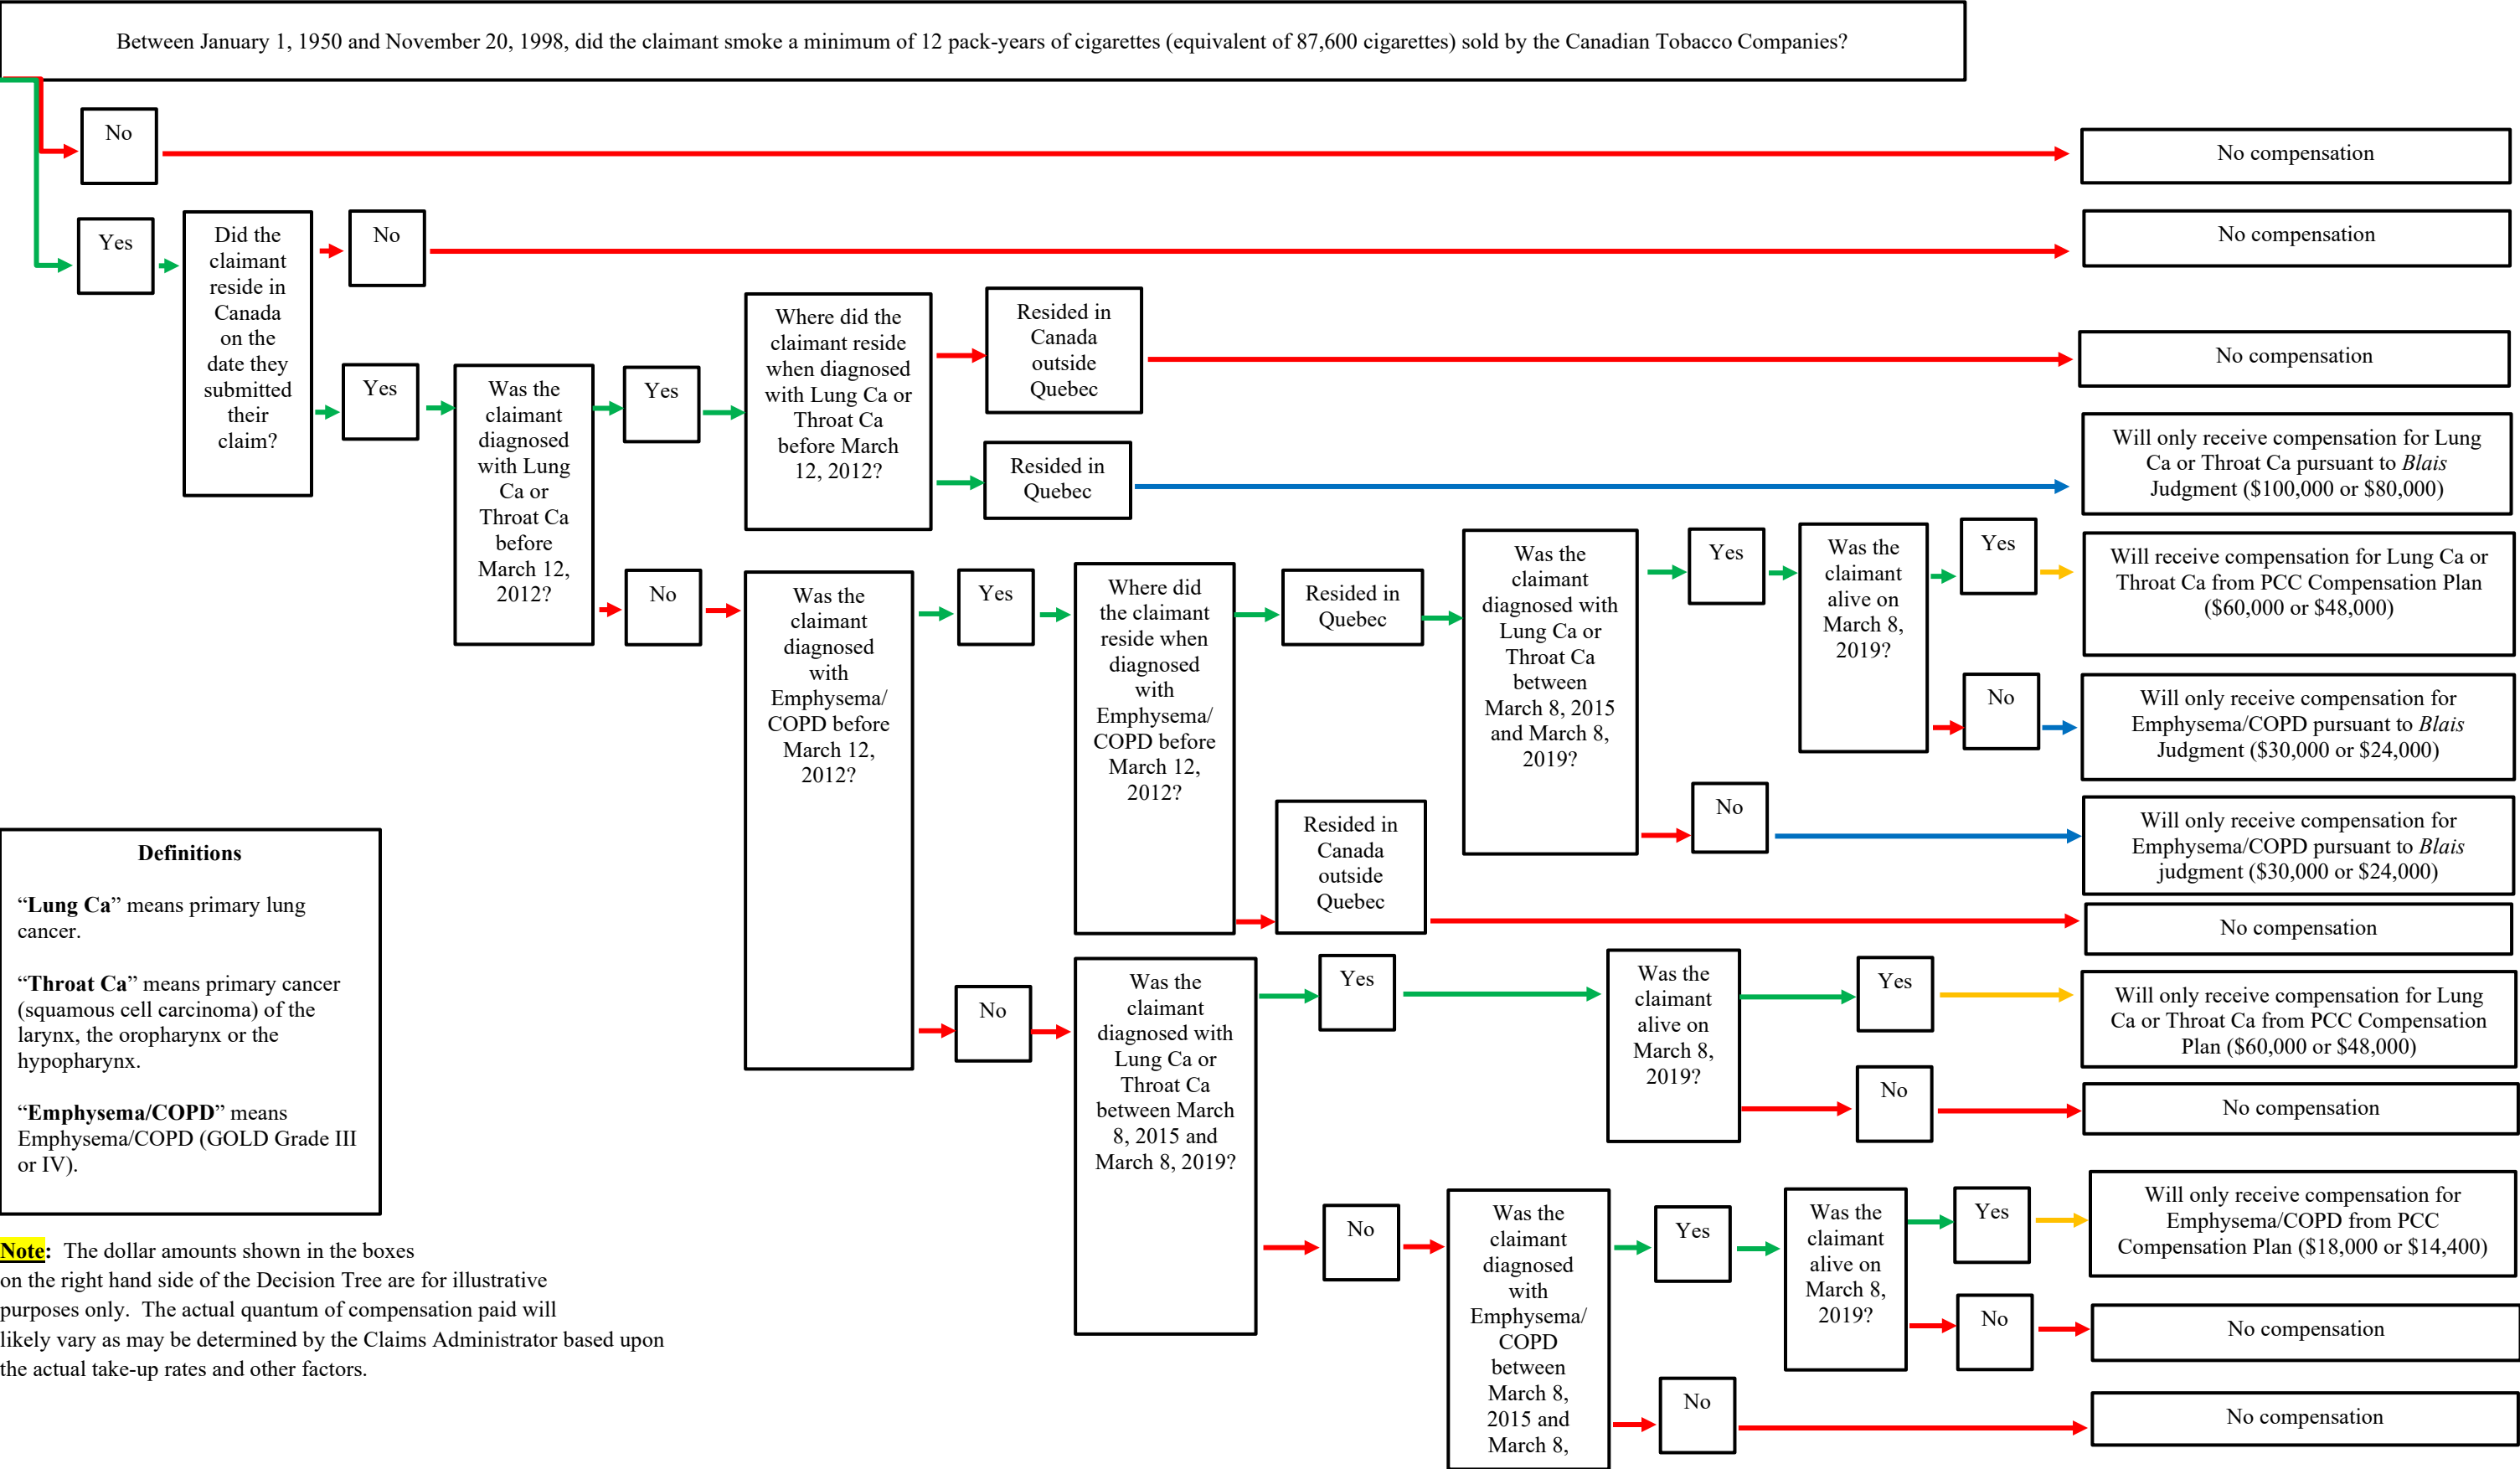 Between January 1, 1950 and November 20, 1998, did the claimant smoke a minimum of 12 pack-years of cigarettes (equivalent of 87,600 cigarettes) sold by the Canadian Tobacco Companies?
No
No compensation
Yes
Did the
claimant
reside in
Canada
on the
date they
submitted
their
claim?
No
No compensation
Yes
Was the
claimant
diagnosed
with Lung
Ca or
Throat Ca
before
March 12,
2012?
Yes
Where did the
claimant reside
when diagnosed
with Lung Ca or
Throat Ca
before March
12, 2012?
Resided in
Canada
outside
Quebec
No compensation
Resided in
Quebec
Will only receive compensation for Lung
Ca or Throat Ca pursuant to Blais
Judgment ($100,000 or $80,000)
No
Was the
claimant
diagnosed
with
Emphysema/
COPD before
March 12,
2012?
Yes
Where did
the claimant
reside when
diagnosed
with
Emphysema/
COPD before
March 12,
2012?
Resided in
Quebec
Was the
claimant
diagnosed with
Lung Ca or
Throat Ca
between
March 8, 2015
and March 8,
2019?
Yes
Was the
claimant
alive on
March 8,
2019?
Yes
Will receive compensation for Lung Ca or
Throat Ca from PCC Compensation Plan
($60,000 or $48,000)
No
Will only receive compensation for
Emphysema/COPD pursuant to Blais
Judgment ($30,000 or $24,000)
No
Will only receive compensation for
Emphysema/COPD pursuant to Blais
judgment ($30,000 or $24,000)
Resided in
Canada
outside
Quebec
No compensation
No
Was the
claimant
diagnosed with
Lung Ca or
Throat Ca
between March
8, 2015 and
March 8, 2019?
Yes
Was the
claimant
alive on
March 8,
2019?
Yes
Will only receive compensation for Lung
Ca or Throat Ca from PCC Compensation
Plan ($60,000 or $48,000)
No
No compensation
No
Was the
claimant
diagnosed
with
Emphysema/
COPD
between
March 8,
2015 and
March 8,
Yes
Was the
claimant
alive on
March 8,
2019?
Yes
Will only receive compensation for
Emphysema/COPD from PCC
Compensation Plan ($18,000 or $14,400)
No
No compensation
No
No compensation
Definitions
“Lung Ca” means primary lung
cancer.
“Throat Ca” means primary cancer
(squamous cell carcinoma) of the
larynx, the oropharynx or the
hypopharynx.
“Emphysema/COPD” means
Emphysema/COPD (GOLD Grade III
or IV).
Note: The dollar amounts shown in the boxes
on the right hand side of the Decision Tree are for illustrative
purposes only. The actual quantum of compensation paid will
likely vary as may be determined by the Claims Administrator based upon
the actual take-up rates and other factors.